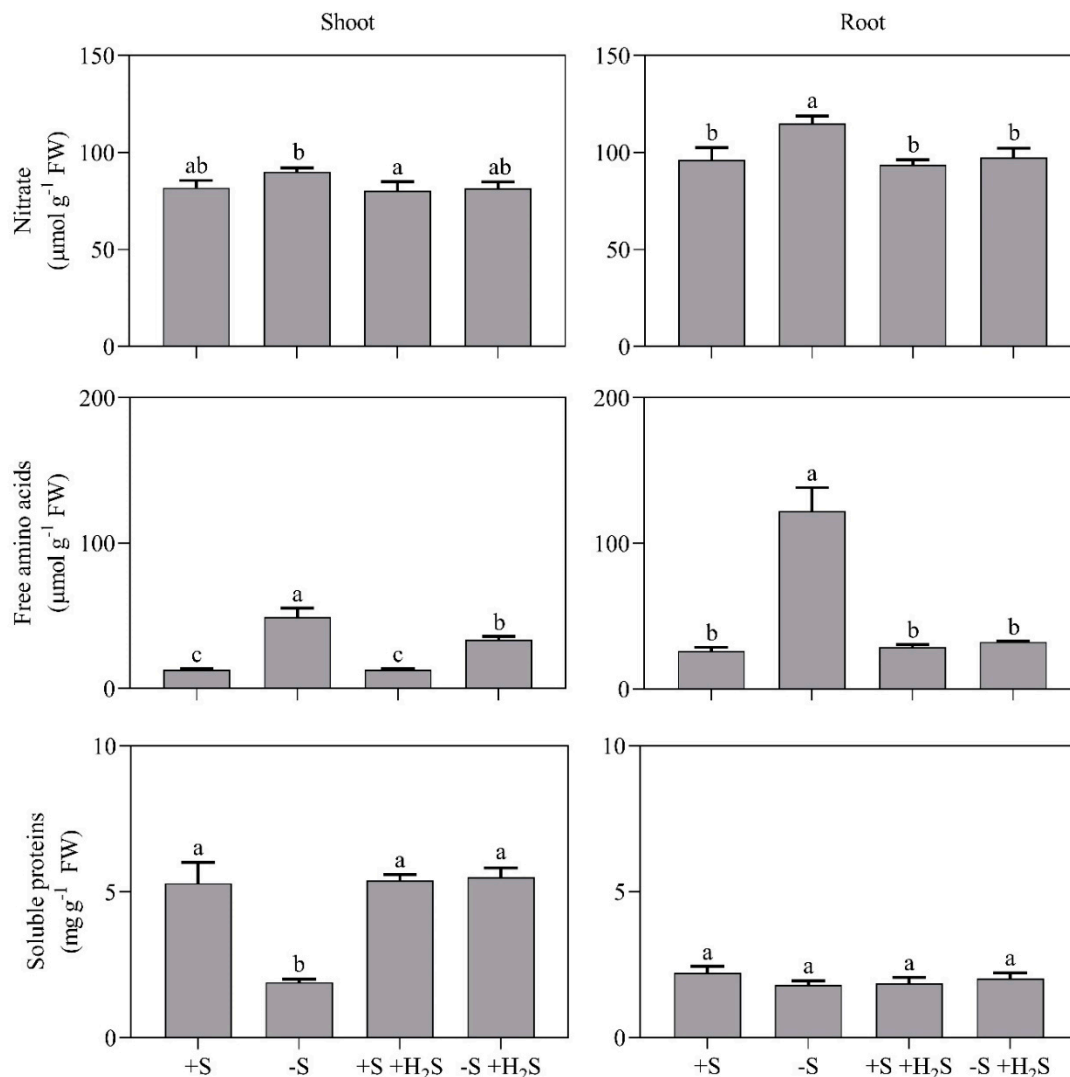 Shoot
Root
Nitrate
(μmol g⁻¹ FW)
150
100
50
0
ab
b
a
ab
150
100
50
0
b
a
b
b
Free amino acids
(μmol g⁻¹ FW)
200
100
0
c
a
c
b
200
100
0
b
a
b
b
Soluble proteins
(mg g⁻¹ FW)
10
5
0
a
b
a
a
10
5
0
a
a
a
a
+S -S +S +H₂S -S +H₂S
+S -S +S +H₂S -S +H₂S